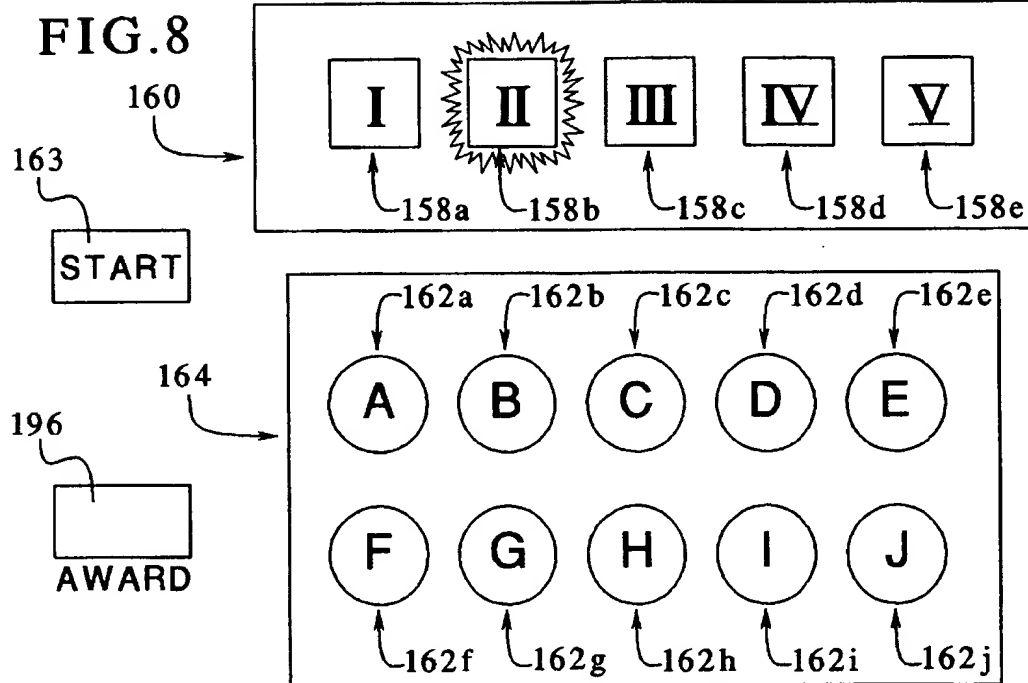 FIG.8
160
I II III IV V
158a 158b 158c 158d 158e
163
START
162a 162b 162c 162d 162e
164
A B C D E
196
AWARD
F G H I J
162f 162g 162h 162i 162j